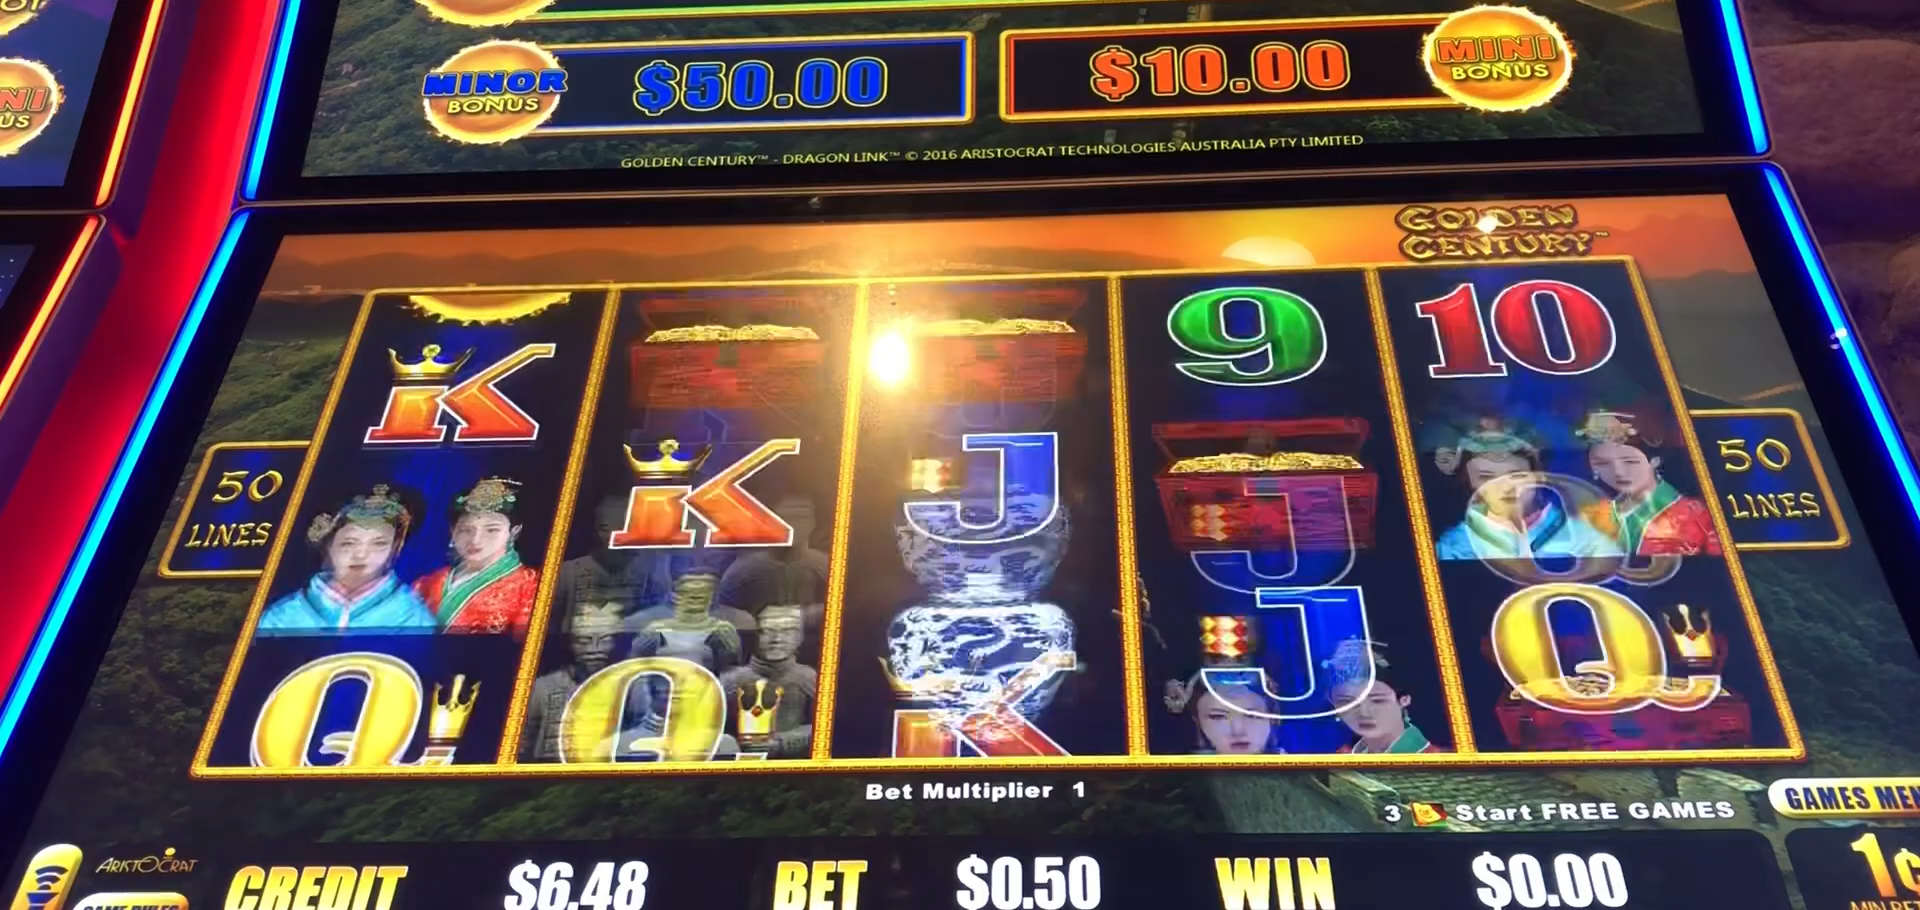 MINOR
BONUS
$50.00
$10.00
MINI
BONUS
GOLDEN CENTURY™ - DRAGON LINK™ © 2016 ARISTOCRAT TECHNOLOGIES AUSTRALIA PTY LIMITED
GOLDEN
CENTURY™
K
9
10
50
LINES
K
J
J
Q
50
LINES
Q
Q
K
J
Q
Bet Multiplier 1
3 Start FREE GAMES
GAMES MEN
ARISTOCRAT
CREDIT
$6.48
BET
$0.50
WIN
$0.00
1¢